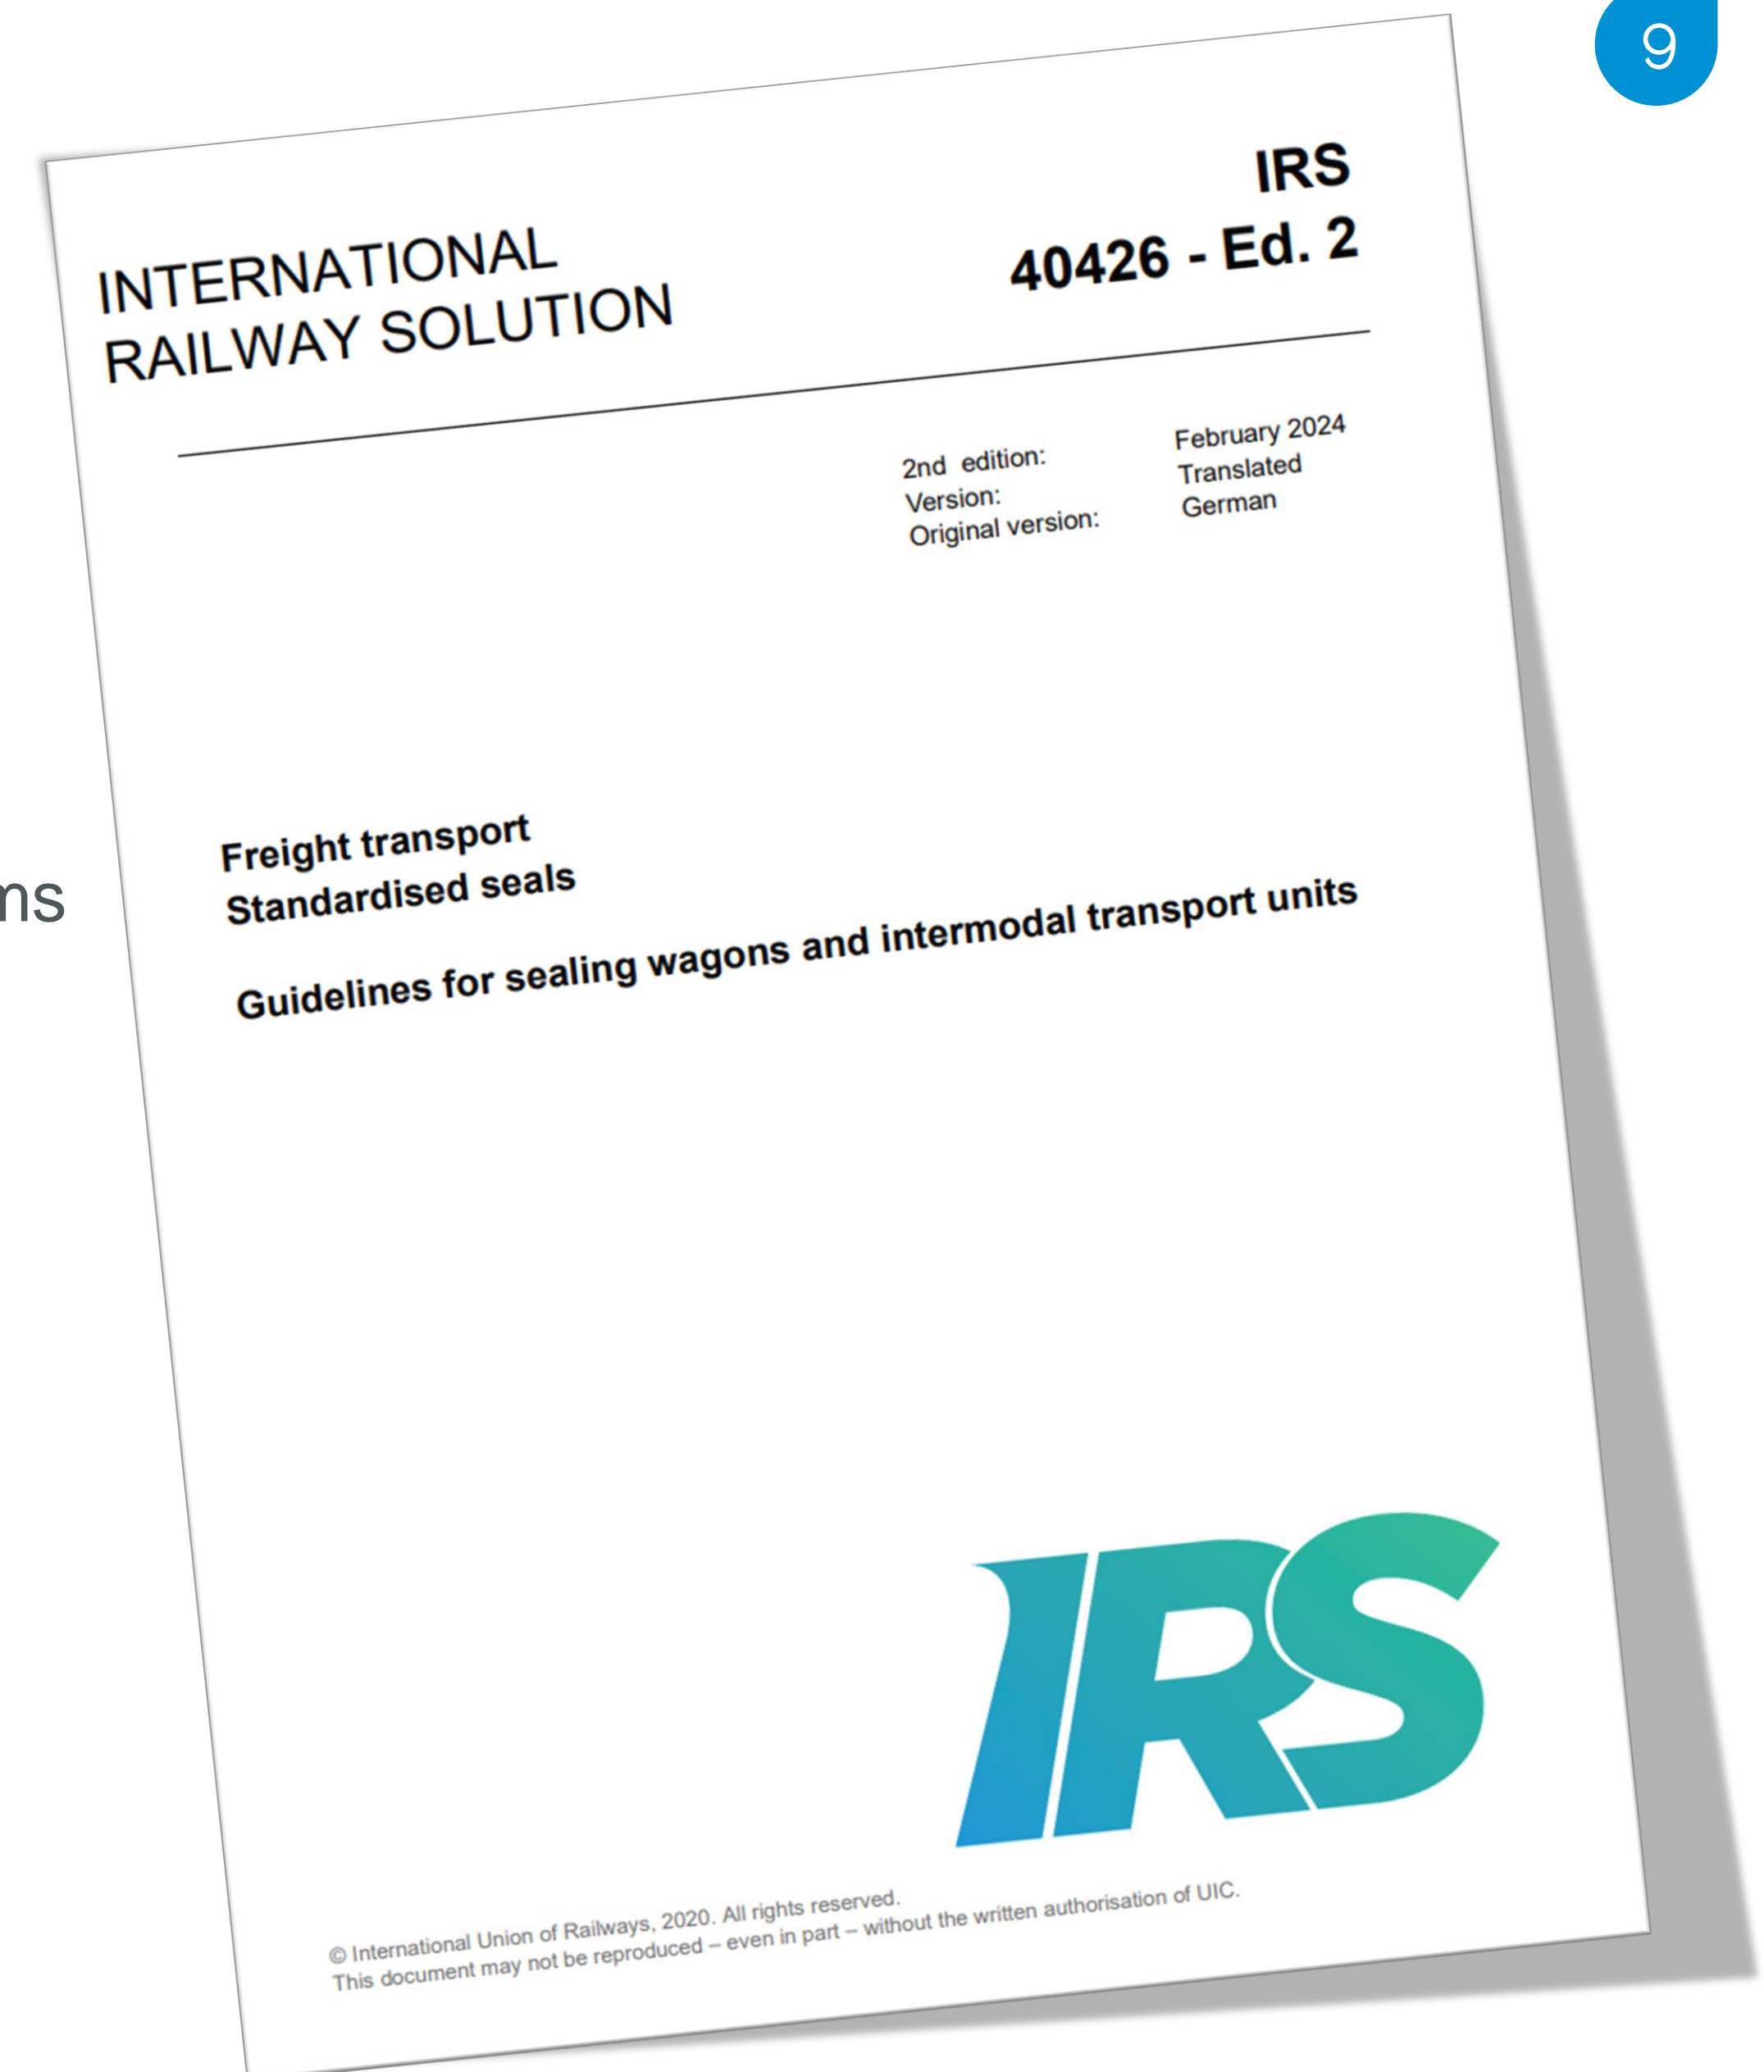 9
INTERNATIONAL
RAILWAY SOLUTION
IRS
40426 - Ed. 2
2nd edition: February 2024
Version: Translated
Original version: German
Freight transport
Standardised seals
Guidelines for sealing wagons and intermodal transport units
IRS
© International Union of Railways, 2020. All rights reserved.
This document may not be reproduced – even in part – without the written authorisation of UIC.